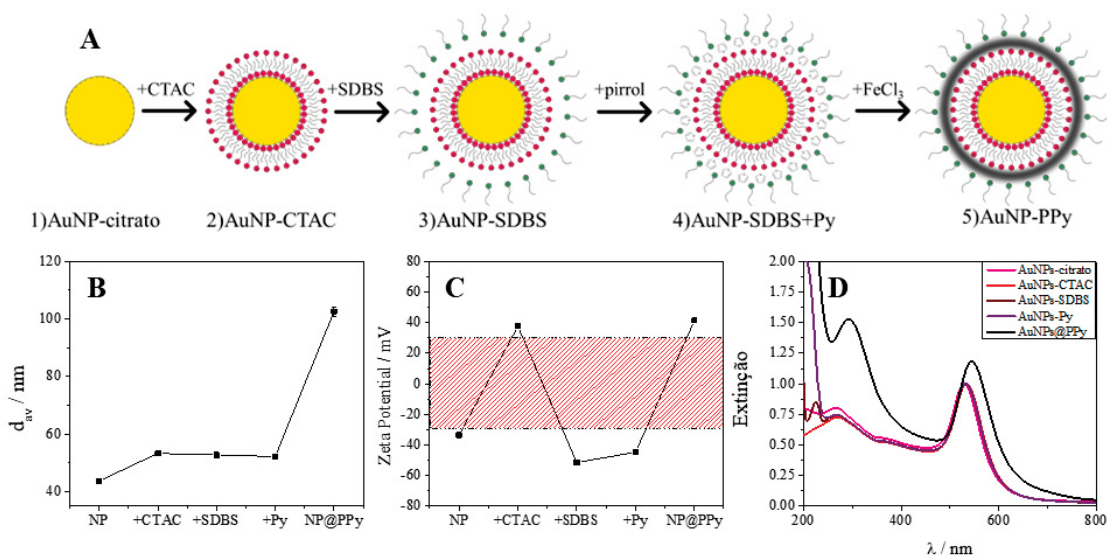 A
+CTAC
+SDBS
+pirrol
+FeCl3
1)AuNP-citrato
2)AuNP-CTAC
3)AuNP-SDBS
4)AuNP-SDBS+Py
5)AuNP-PPy
B
120
100
80
60
40
dav / nm
NP
+CTAC
+SDBS
+Py
NP@PPy
C
80
60
40
20
0
-20
-40
-60
-80
Zeta Potential / mV
NP
+CTAC
+SDBS
+Py
NP@PPy
D
AuNPs-citrato
AuNPs-CTAC
AuNPs-SDBS
AuNPs-Py
AuNPs@PPy
2.00
1.75
1.50
1.25
1.00
0.75
0.50
0.25
0.00
Extinção
200
400
600
800
λ / nm